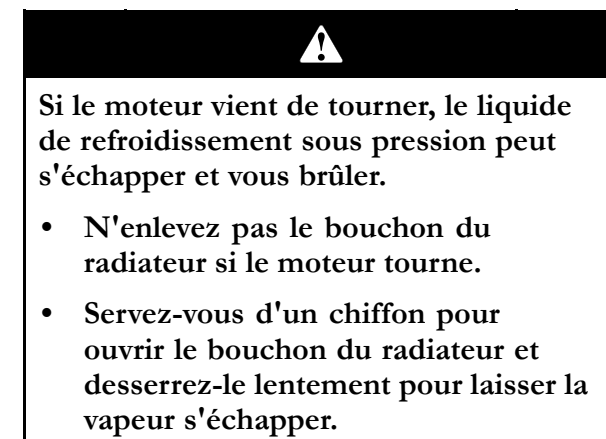 Si le moteur vient de tourner, le liquide
de refroidissement sous pression peut
s'échapper et vous brûler.
• N'enlevez pas le bouchon du
radiateur si le moteur tourne.
• Servez-vous d'un chiffon pour
ouvrir le bouchon du radiateur et
desserrez-le lentement pour laisser la
vapeur s'échapper.